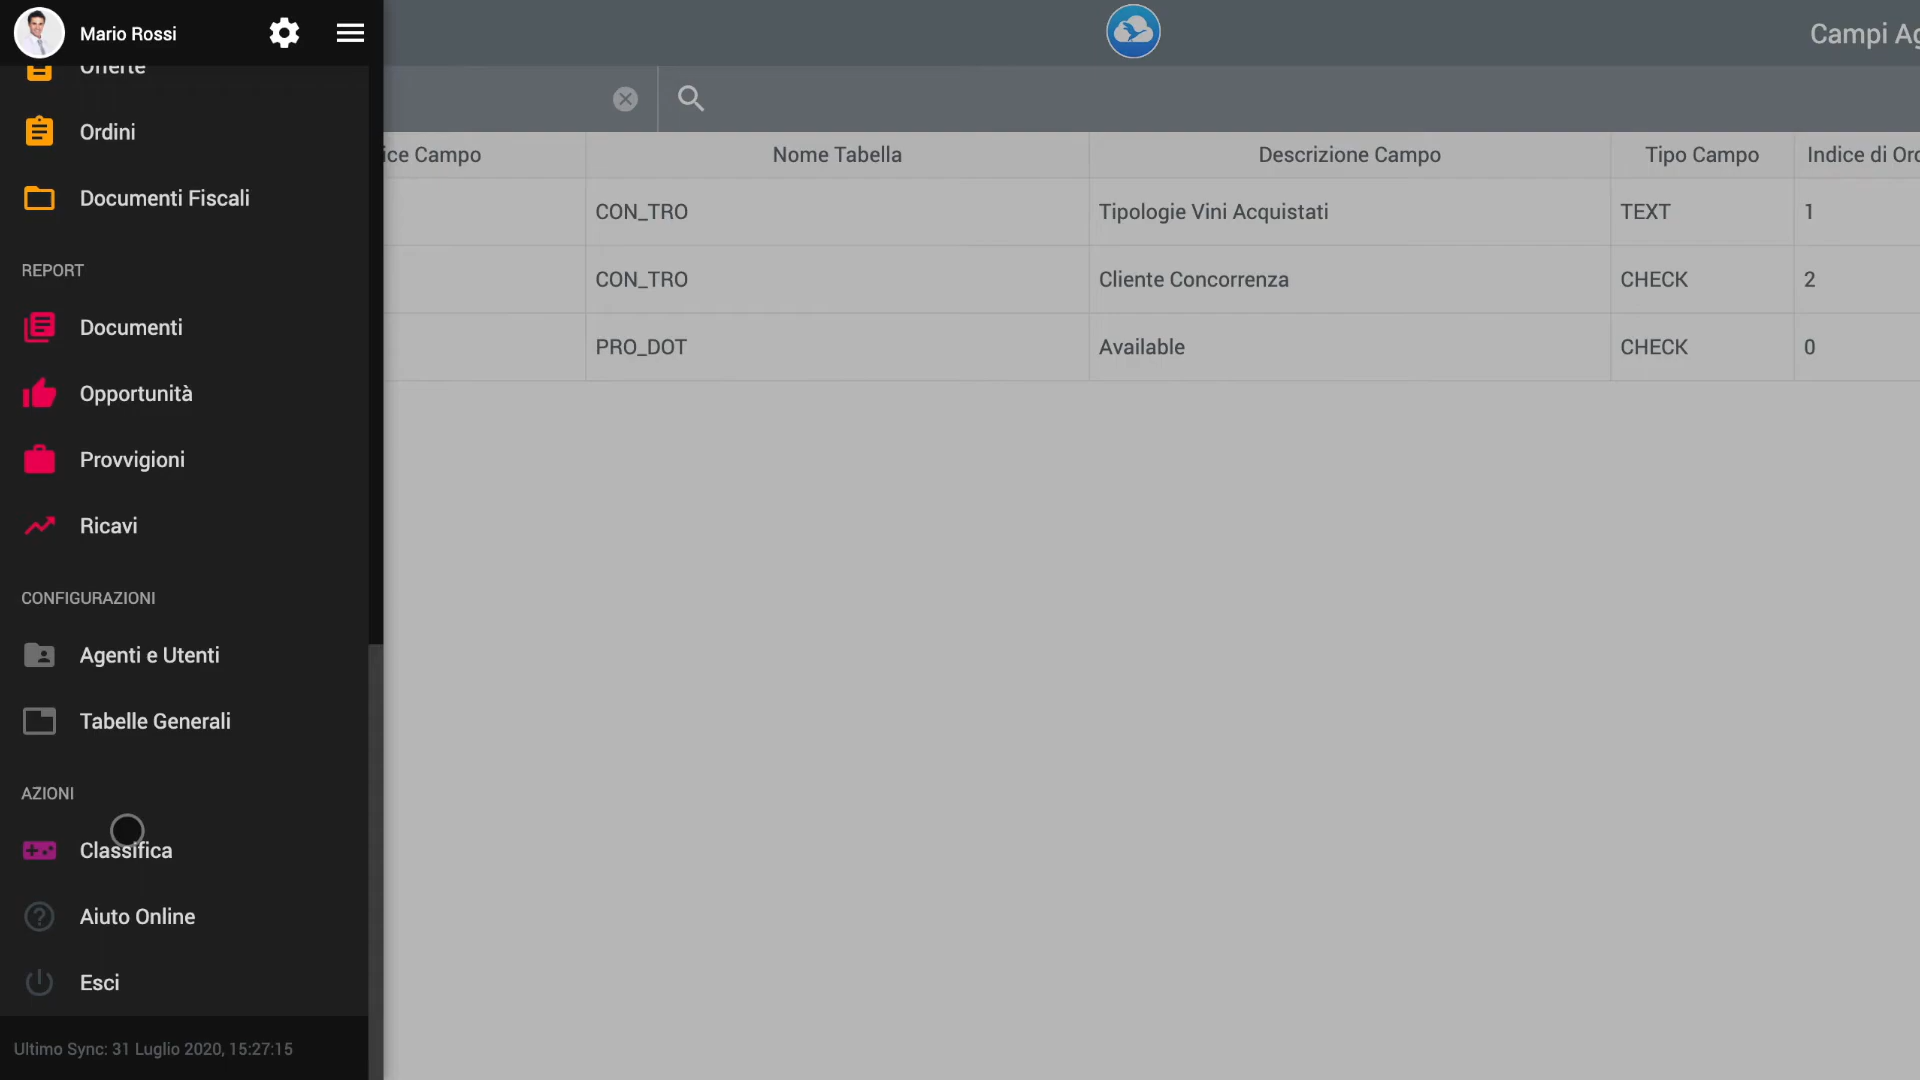 Mario Rossi
Campi Ag
Offerte
Ordini
Documenti Fiscali
REPORT
Documenti
Opportunità
Provvigioni
Ricavi
CONFIGURAZIONI
Agenti e Utenti
Tabelle Generali
AZIONI
Classifica
Aiuto Online
Esci
Ultimo Sync: 31 Luglio 2020, 15:27:15
ice Campo Nome Tabella Descrizione Campo Tipo Campo Indice di Ord
CON_TRO Tipologie Vini Acquistati TEXT 1
CON_TRO Cliente Concorrenza CHECK 2
PRO_DOT Available CHECK 0